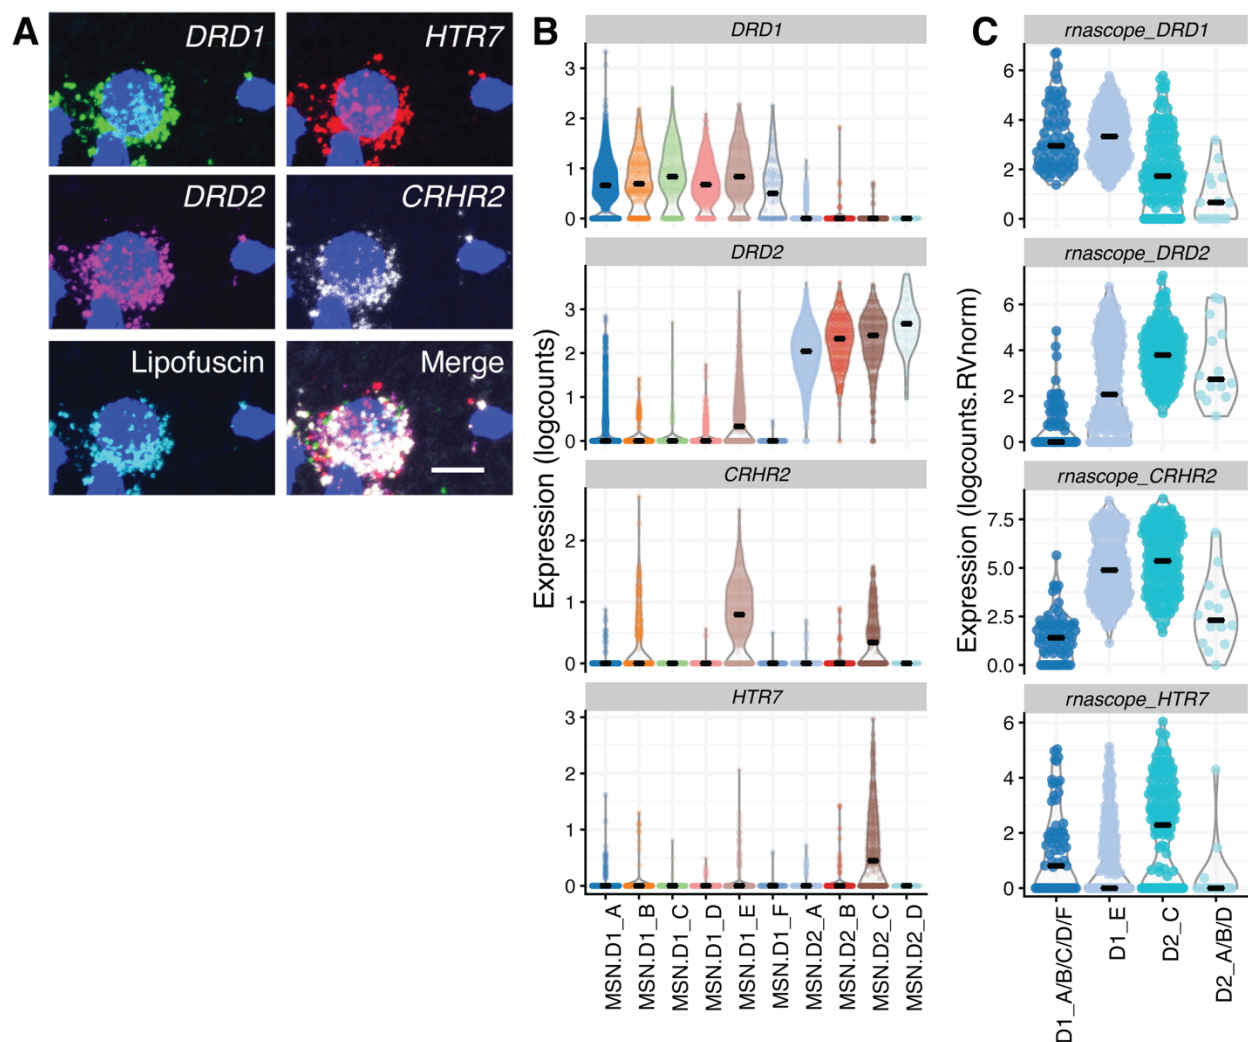 A
DRD1
HTR7
DRD2
CRHR2
Lipofuscin
Merge
B
Expression (logcounts)
DRD1
3
2
1
0
DRD2
3
2
1
0
CRHR2
2
1
0
HTR7
3
2
1
0
MSN.D1_A
MSN.D1_B
MSN.D1_C
MSN.D1_D
MSN.D1_E
MSN.D1_F
MSN.D2_A
MSN.D2_B
MSN.D2_C
MSN.D2_D
C
Expression (logcounts.RVnorm)
rnascope_DRD1
6
4
2
0
rnascope_DRD2
6
4
2
0
rnascope_CRHR2
7.5
5.0
2.5
0.0
rnascope_HTR7
6
4
2
0
D1_A/B/C/D/F
D1_E
D2_C
D2_A/B/D